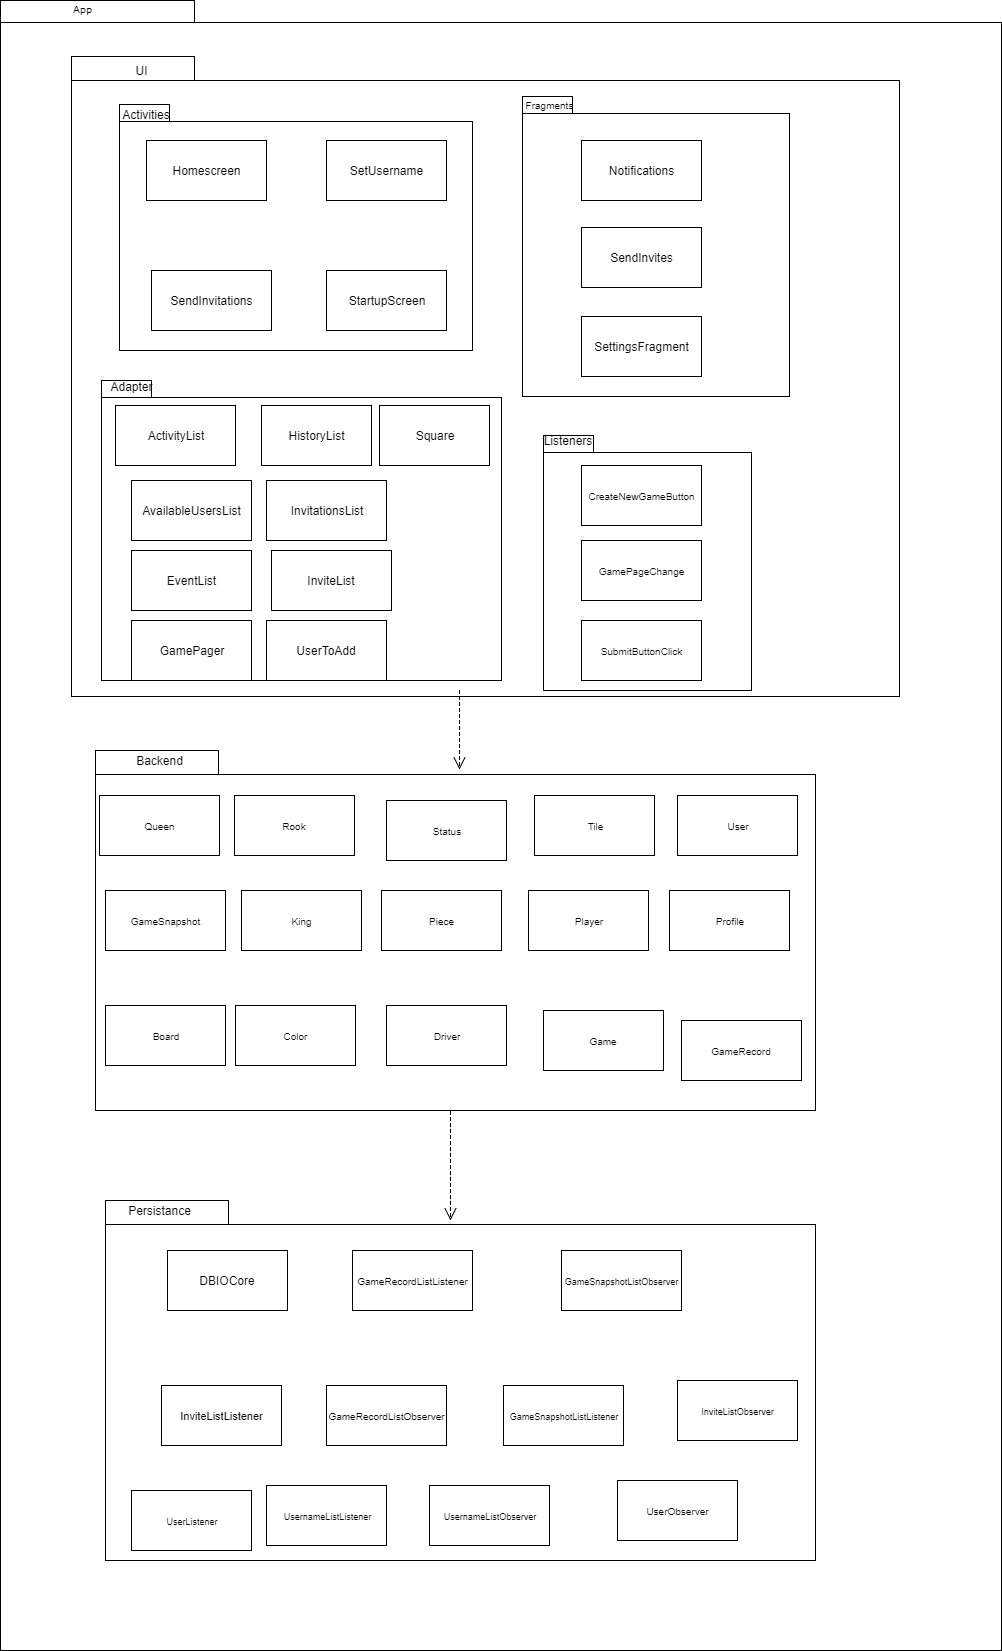 App
UI
Activities
Homescreen
SetUsername
SendInvitations
StartupScreen
Fragments
Notifications
SendInvites
SettingsFragment
Adapter
ActivityList
HistoryList
Square
AvailableUsersList
InvitationsList
EventList
InviteList
GamePager
UserToAdd
Listeners
CreateNewGameButton
GamePageChange
SubmitButtonClick
Backend
Queen
Rook
Status
Tile
User
GameSnapshot
King
Piece
Player
Profile
Board
Color
Driver
Game
GameRecord
Persistance
DBIOCore
GameRecordListListener
GameSnapshotListObserver
InviteListListener
GameRecordListObserver
GameSnapshotListListener
InviteListObserver
UserListener
UsernameListListener
UsernameListObserver
UserObserver